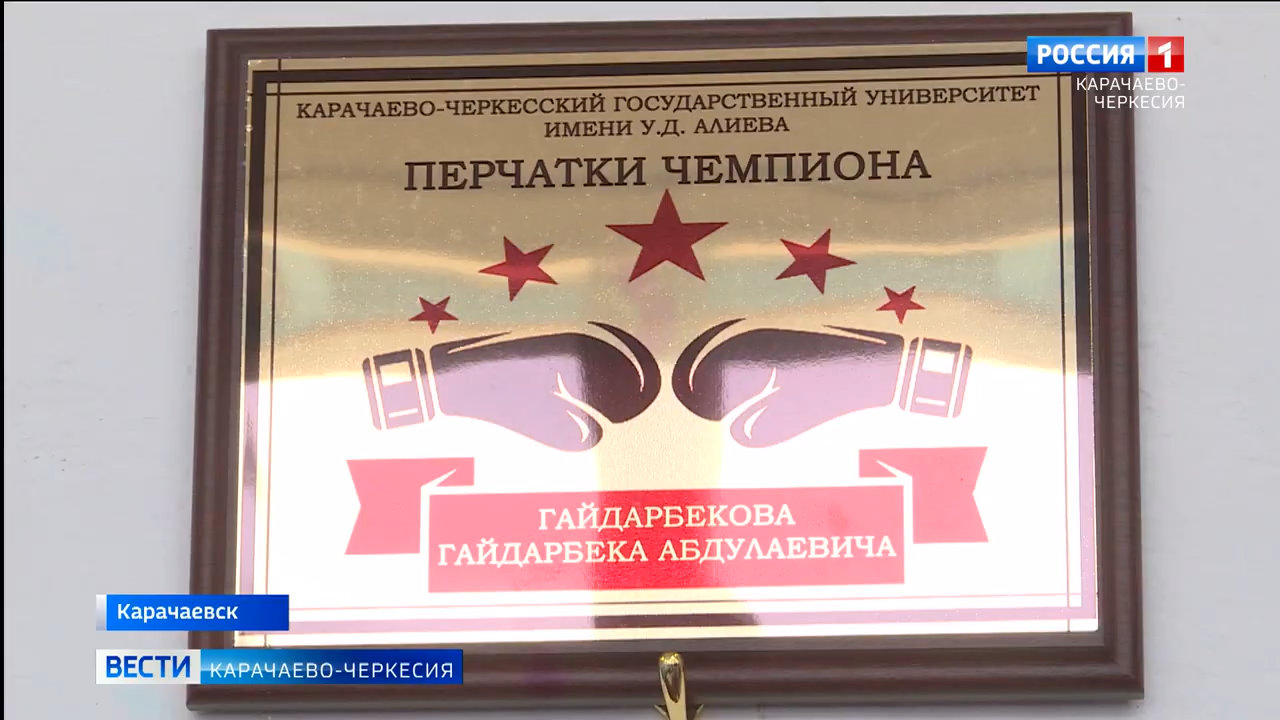 РОССИЯ 1
КАРАЧАЕВО-
ЧЕРКЕСИЯ
КАРАЧАЕВО-ЧЕРКЕССКИЙ ГОСУДАРСТВЕННЫЙ УНИВЕРСИТЕТ
ИМЕНИ У.Д. АЛИЕВА
ПЕРЧАТКИ ЧЕМПИОНА
ГАЙДАРБЕКОВА
ГАЙДАРБЕКА АБДУЛАЕВИЧА
Карачаевск
ВЕСТИ КАРАЧАЕВО-ЧЕРКЕСИЯ